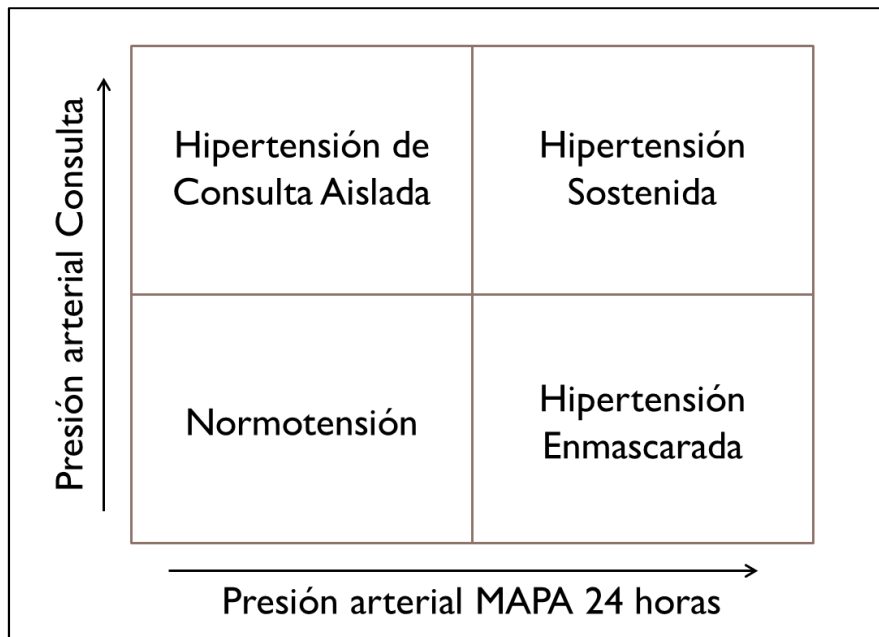 Presión arterial Consulta
Hipertensión de
Consulta Aislada
Hipertensión
Sostenida
Normotensión
Hipertensión
Enmascarada
Presión arterial MAPA 24 horas